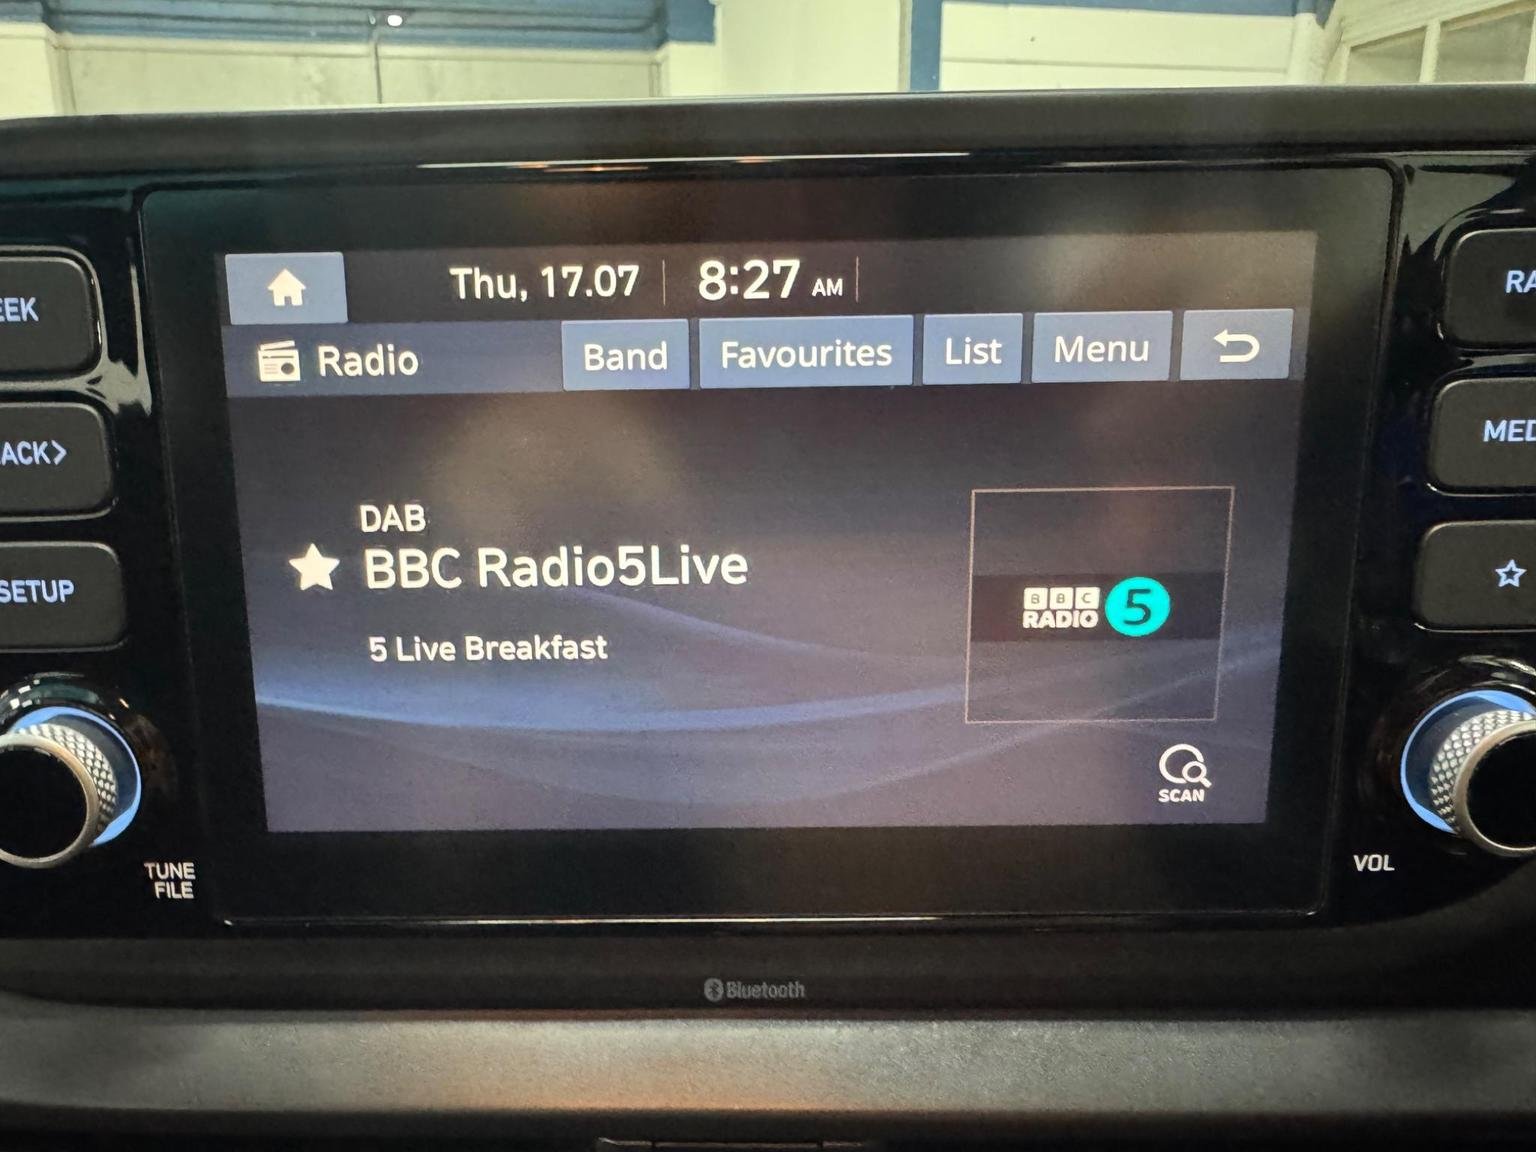 Thu, 17.07 8:27 AM
Radio Band Favourites List Menu
DAB
BBC Radio5Live
5 Live Breakfast
BBC
RADIO 5
SCAN
EEK
ACK>
SETUP
TUNE
FILE
RA
MED
VOL
Bluetooth